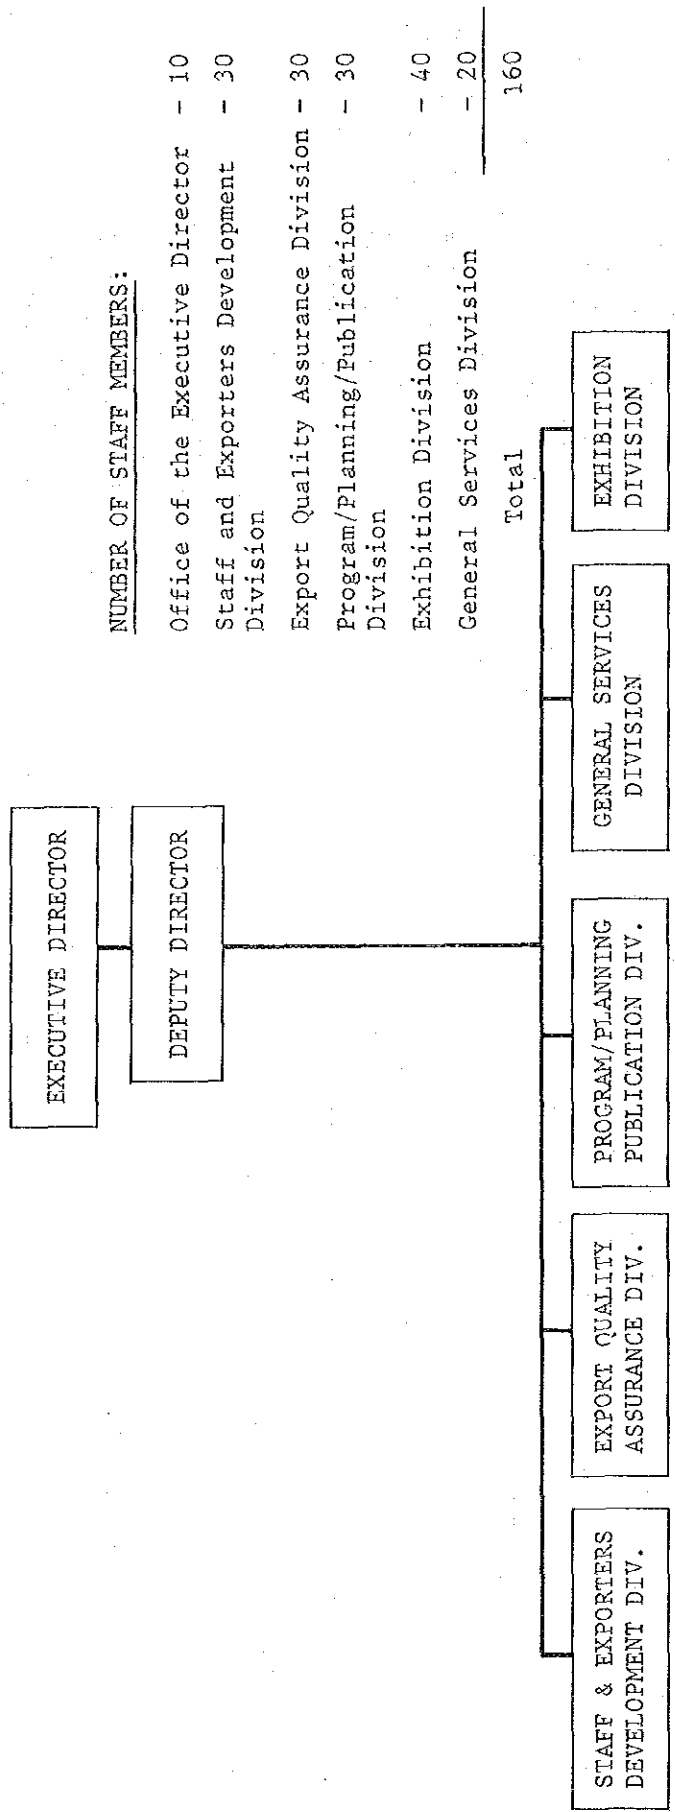 EXECUTIVE DIRECTOR
DEPUTY DIRECTOR
NUMBER OF STAFF MEMBERS:
Office of the Executive Director - 10
Staff and Exporters Development - 30
Division
Export Quality Assurance Division - 30
Program/Planning/Publication - 30
Division
Exhibition Division - 40
General Services Division - 20
Total 160
STAFF & EXPORTERS
DEVELOPMENT DIV.
EXPORT QUALITY
ASSURANCE DIV.
PROGRAM/PLANNING
PUBLICATION DIV.
GENERAL SERVICES
DIVISION
EXHIBITION
DIVISION